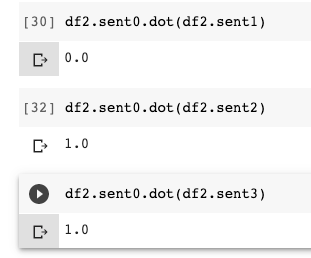 [30] df2.sent0.dot(df2.sent1)
0.0
[32] df2.sent0.dot(df2.sent2)
1.0
df2.sent0.dot(df2.sent3)
1.0